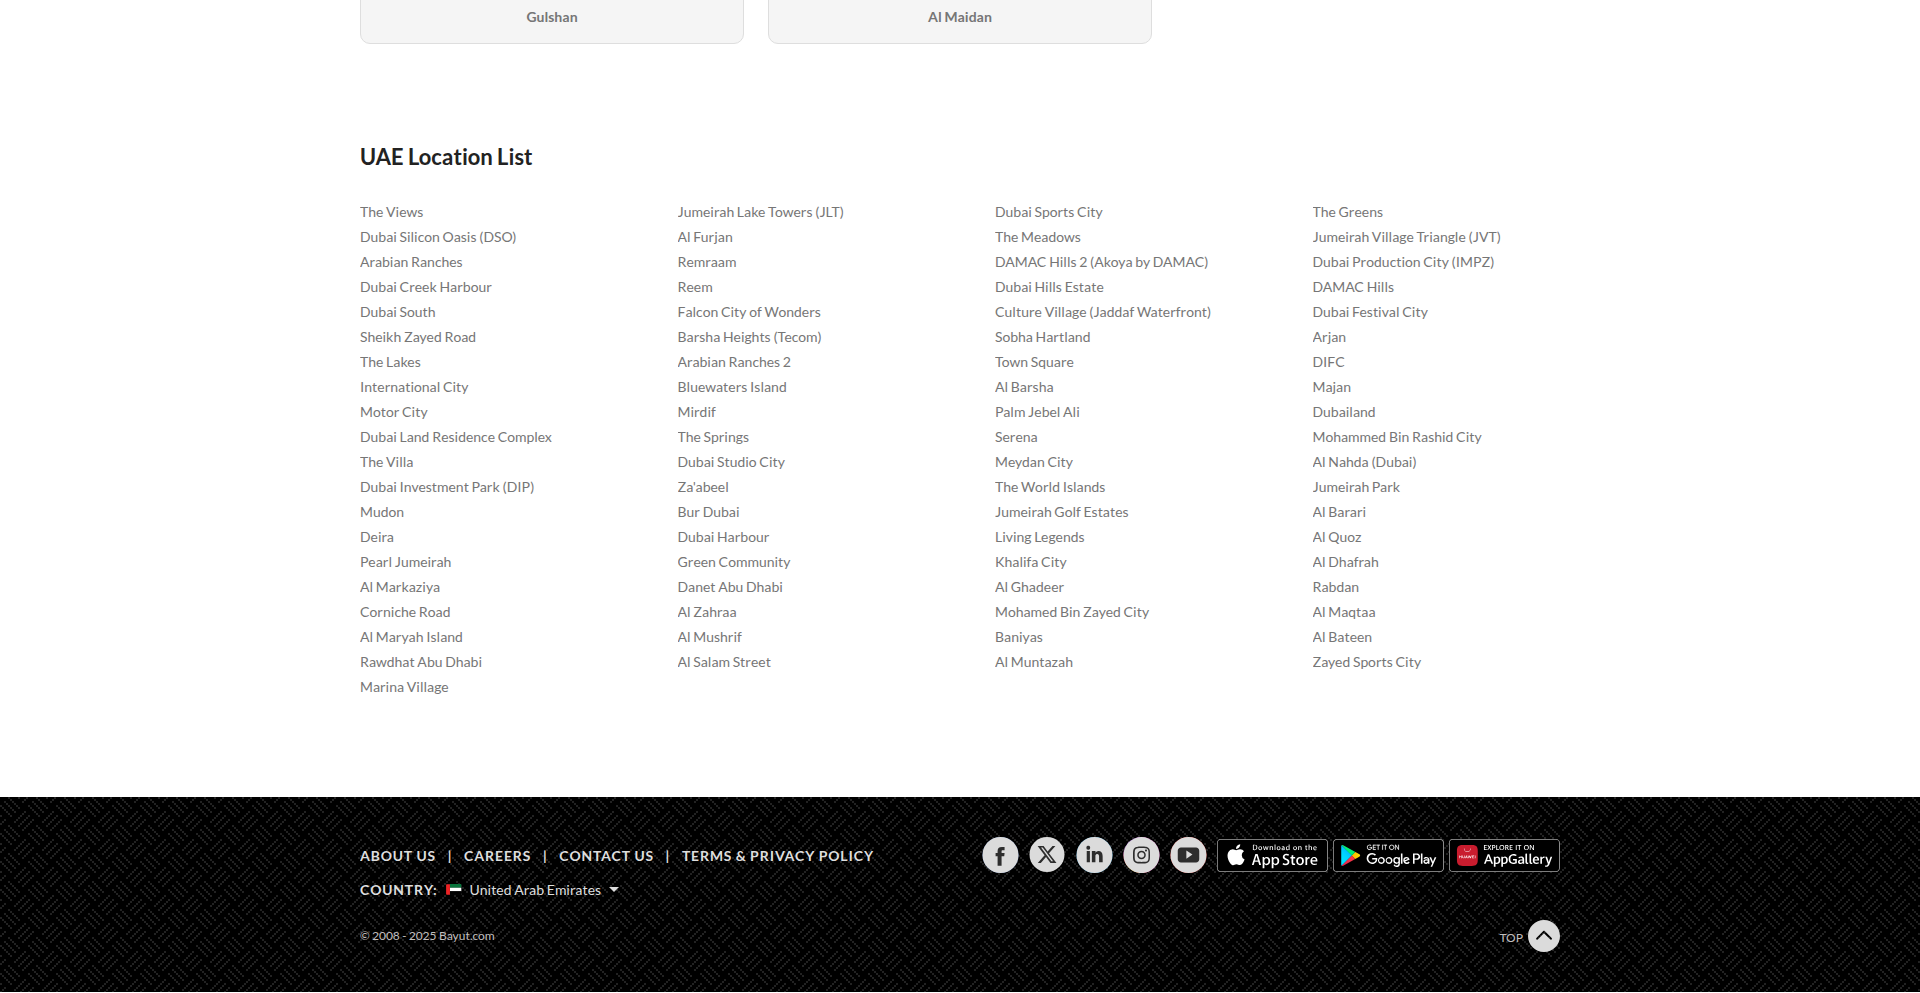 Gulshan
Al Maidan
UAE Location List
The Views
Jumeirah Lake Towers (JLT)
Dubai Sports City
The Greens
Dubai Silicon Oasis (DSO)
Al Furjan
The Meadows
Jumeirah Village Triangle (JVT)
Arabian Ranches
Remraam
DAMAC Hills 2 (Akoya by DAMAC)
Dubai Production City (IMPZ)
Dubai Creek Harbour
Reem
Dubai Hills Estate
DAMAC Hills
Dubai South
Falcon City of Wonders
Culture Village (Jaddaf Waterfront)
Dubai Festival City
Sheikh Zayed Road
Barsha Heights (Tecom)
Sobha Hartland
Arjan
The Lakes
Arabian Ranches 2
Town Square
DIFC
International City
Bluewaters Island
Al Barsha
Majan
Motor City
Mirdif
Palm Jebel Ali
Dubailand
Dubai Land Residence Complex
The Springs
Serena
Mohammed Bin Rashid City
The Villa
Dubai Studio City
Meydan City
Al Nahda (Dubai)
Dubai Investment Park (DIP)
Za'abeel
The World Islands
Jumeirah Park
Mudon
Bur Dubai
Jumeirah Golf Estates
Al Barari
Deira
Dubai Harbour
Living Legends
Al Quoz
Pearl Jumeirah
Green Community
Khalifa City
Al Dhafrah
Al Markaziya
Danet Abu Dhabi
Al Ghadeer
Rabdan
Corniche Road
Al Zahraa
Mohamed Bin Zayed City
Al Maqtaa
Al Maryah Island
Al Mushrif
Baniyas
Al Bateen
Rawdhat Abu Dhabi
Al Salam Street
Al Muntazah
Zayed Sports City
Marina Village
ABOUT US | CAREERS | CONTACT US | TERMS & PRIVACY POLICY
Download on the
App Store
GET IT ON
Google Play
HUAWEI
EXPLORE IT ON
AppGallery
COUNTRY: United Arab Emirates
© 2008 - 2025 Bayut.com
TOP